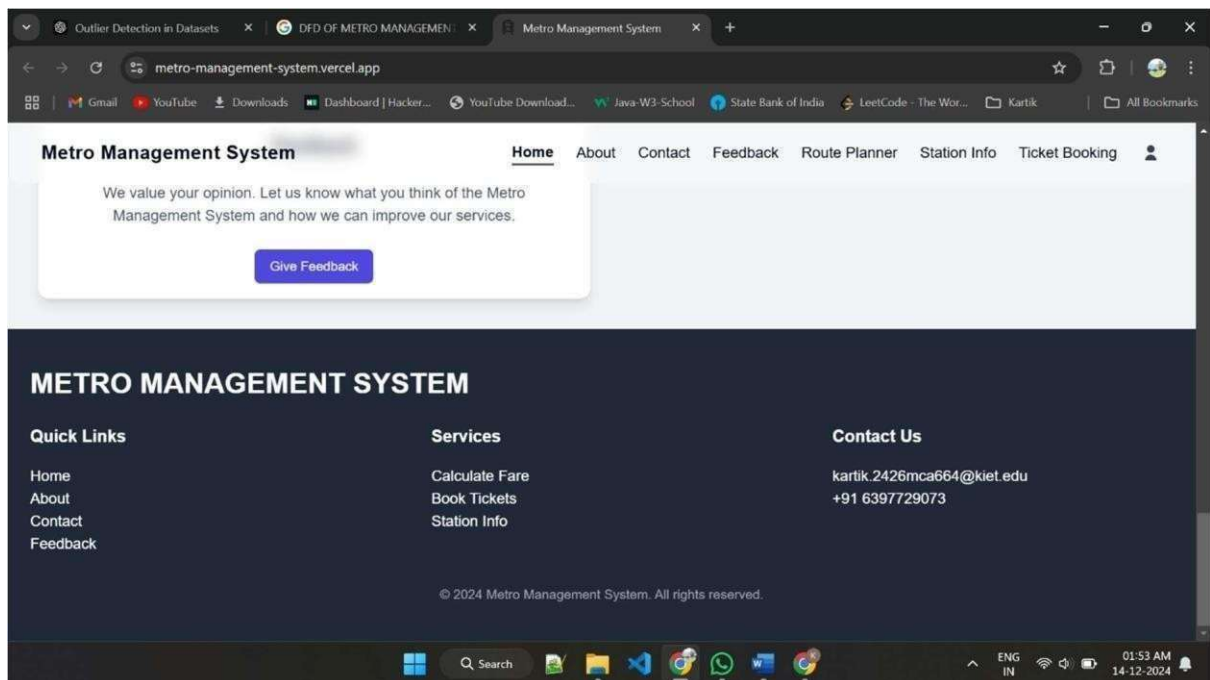 Outlier Detection in Datasets
DFD OF METRO MANAGEMEN
Metro Management System
metro-management-system.vercel.app
Gmail YouTube Downloads Dashboard | Hacker... YouTube Download... Java-W3-School State Bank of India LeetCode - The Wor... Kartik All Bookmarks
Metro Management System Home About Contact Feedback Route Planner Station Info Ticket Booking
We value your opinion. Let us know what you think of the Metro
Management System and how we can improve our services.
Give Feedback
METRO MANAGEMENT SYSTEM
Quick Links
Home
About
Contact
Feedback
Services
Calculate Fare
Book Tickets
Station Info
Contact Us
kartik.2426mca664@kiet.edu
+91 6397729073
© 2024 Metro Management System. All rights reserved.
Search
ENG
IN
01:53 AM
14-12-2024